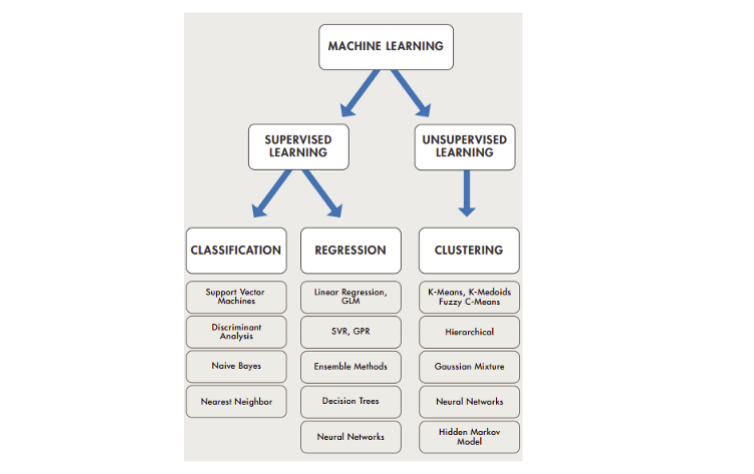 MACHINE LEARNING
SUPERVISED
LEARNING
UNSUPERVISED
LEARNING
CLASSIFICATION
REGRESSION
CLUSTERING
Support Vector
Machines
Discriminant
Analysis
Naive Bayes
Nearest Neighbor
Linear Regression,
GLM
SVR, GPR
Ensemble Methods
Decision Trees
Neural Networks
K-Means, K-Medoids
Fuzzy C-Means
Hierarchical
Gaussian Mixture
Neural Networks
Hidden Markov
Model